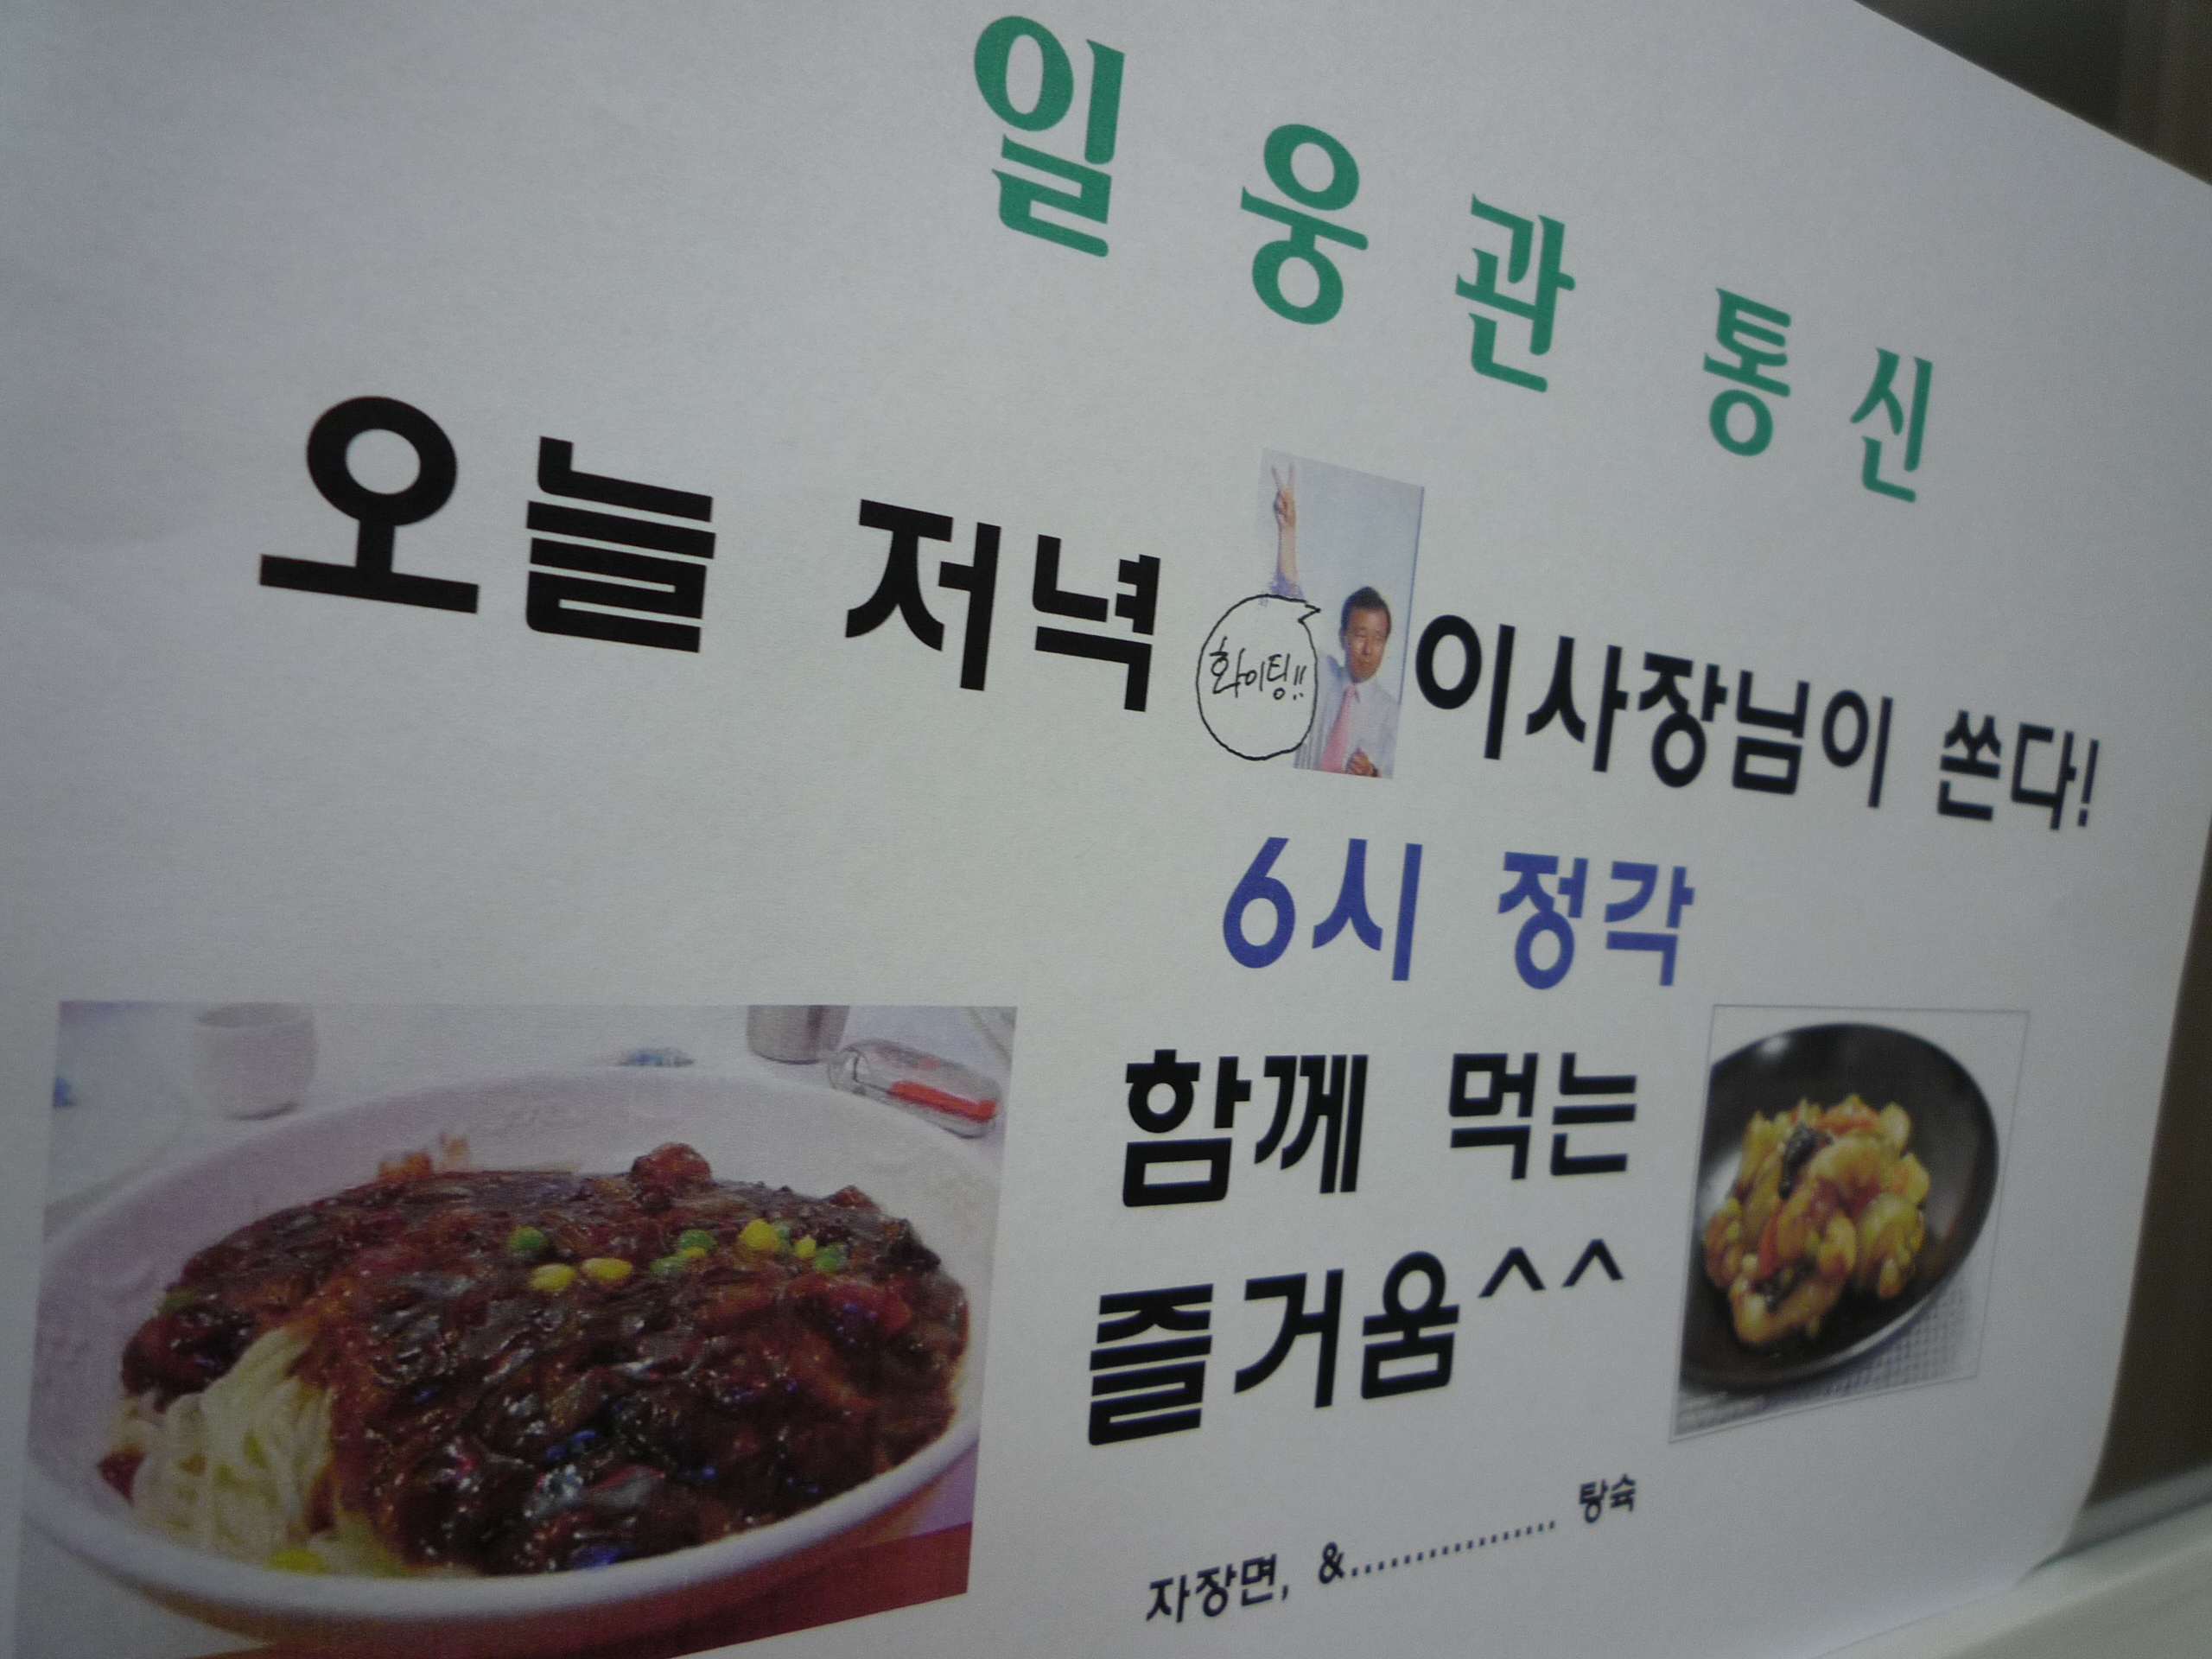 일웅관 통신
오늘 저녁 이사장님이 쏜다!
화이팅!!
6시 정각
함께 먹는
즐거움^^
자장면, &.................. 탕슉